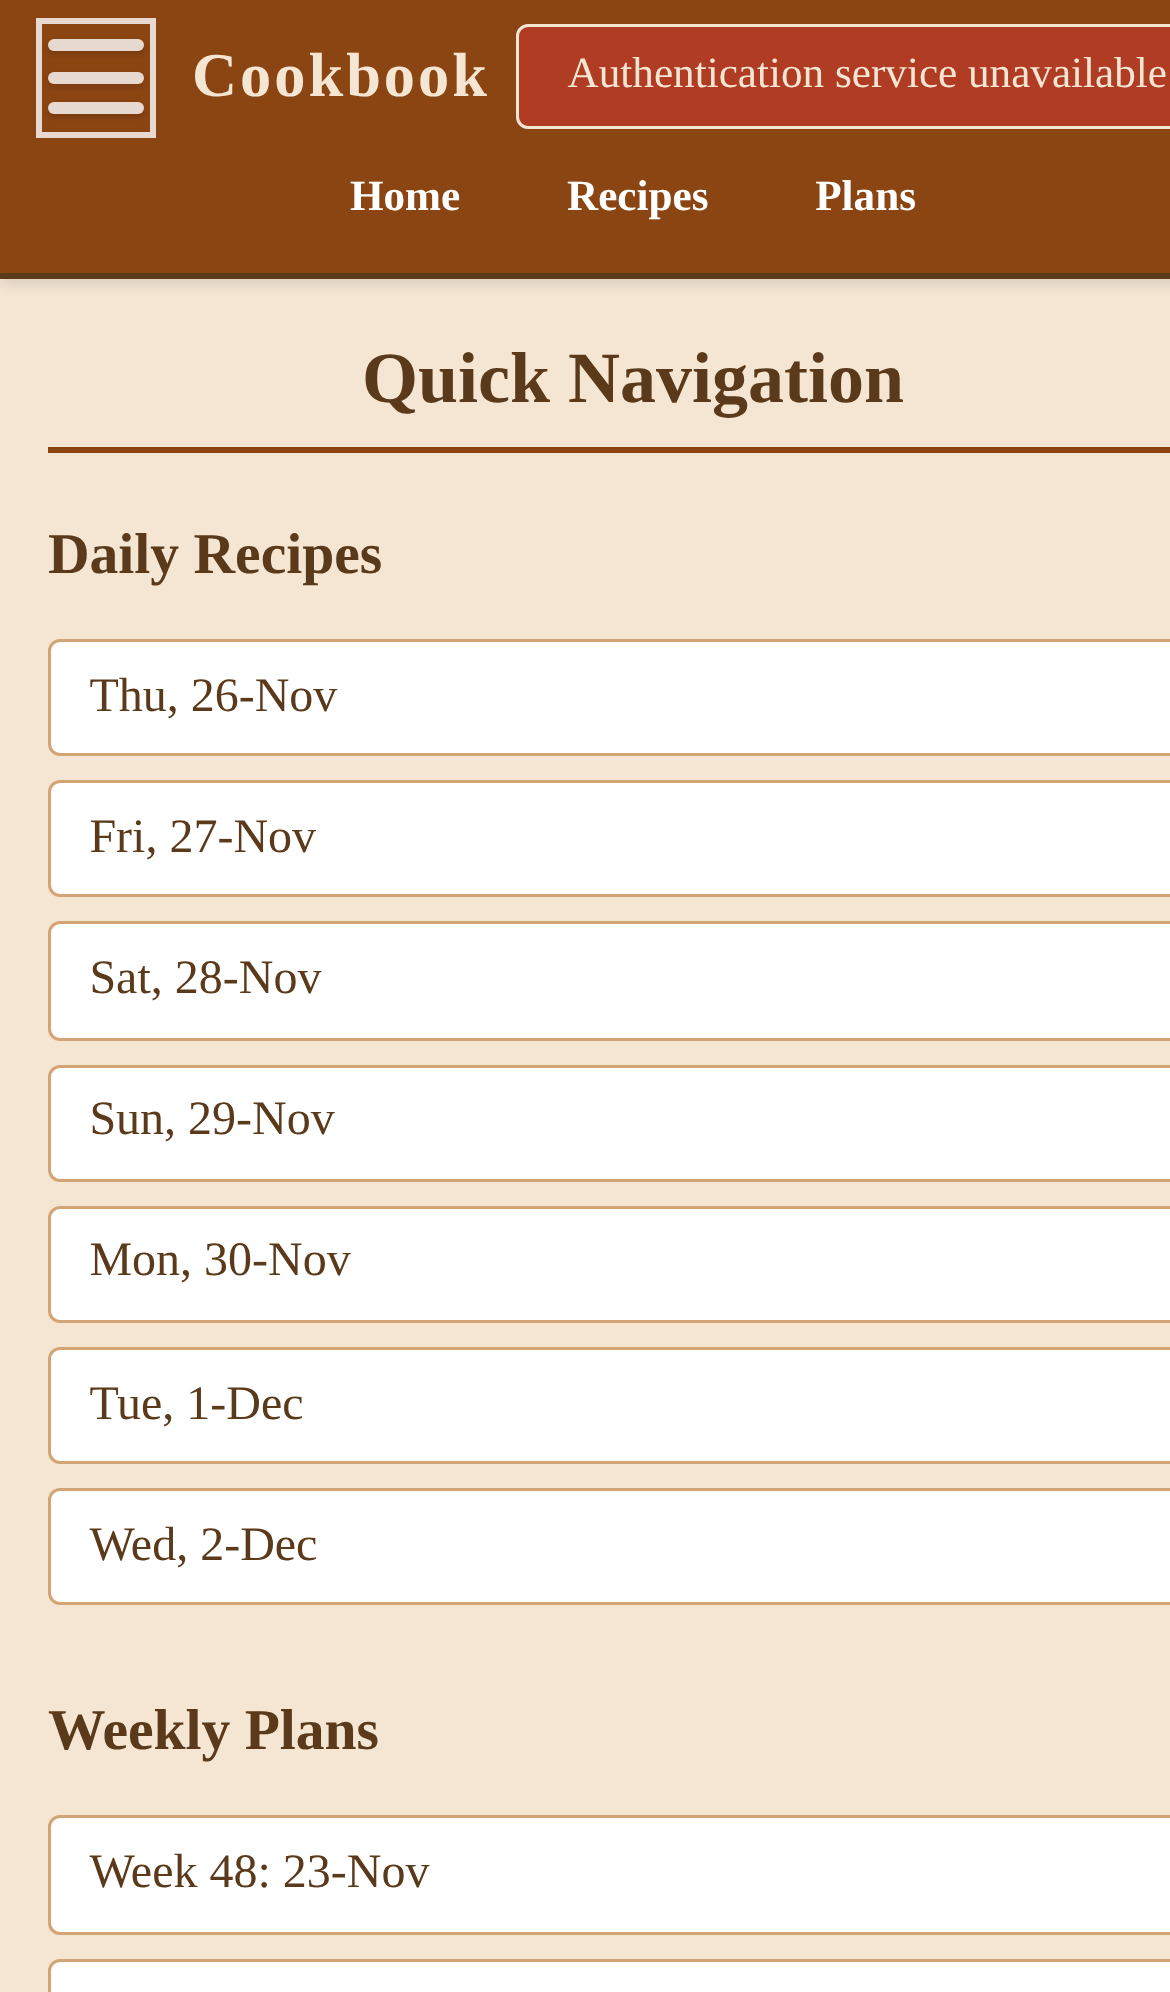 Cookbook
Authentication service unavailable
Home Recipes Plans
Quick Navigation
Daily Recipes
Thu, 26-Nov
Fri, 27-Nov
Sat, 28-Nov
Sun, 29-Nov
Mon, 30-Nov
Tue, 1-Dec
Wed, 2-Dec
Weekly Plans
Week 48: 23-Nov